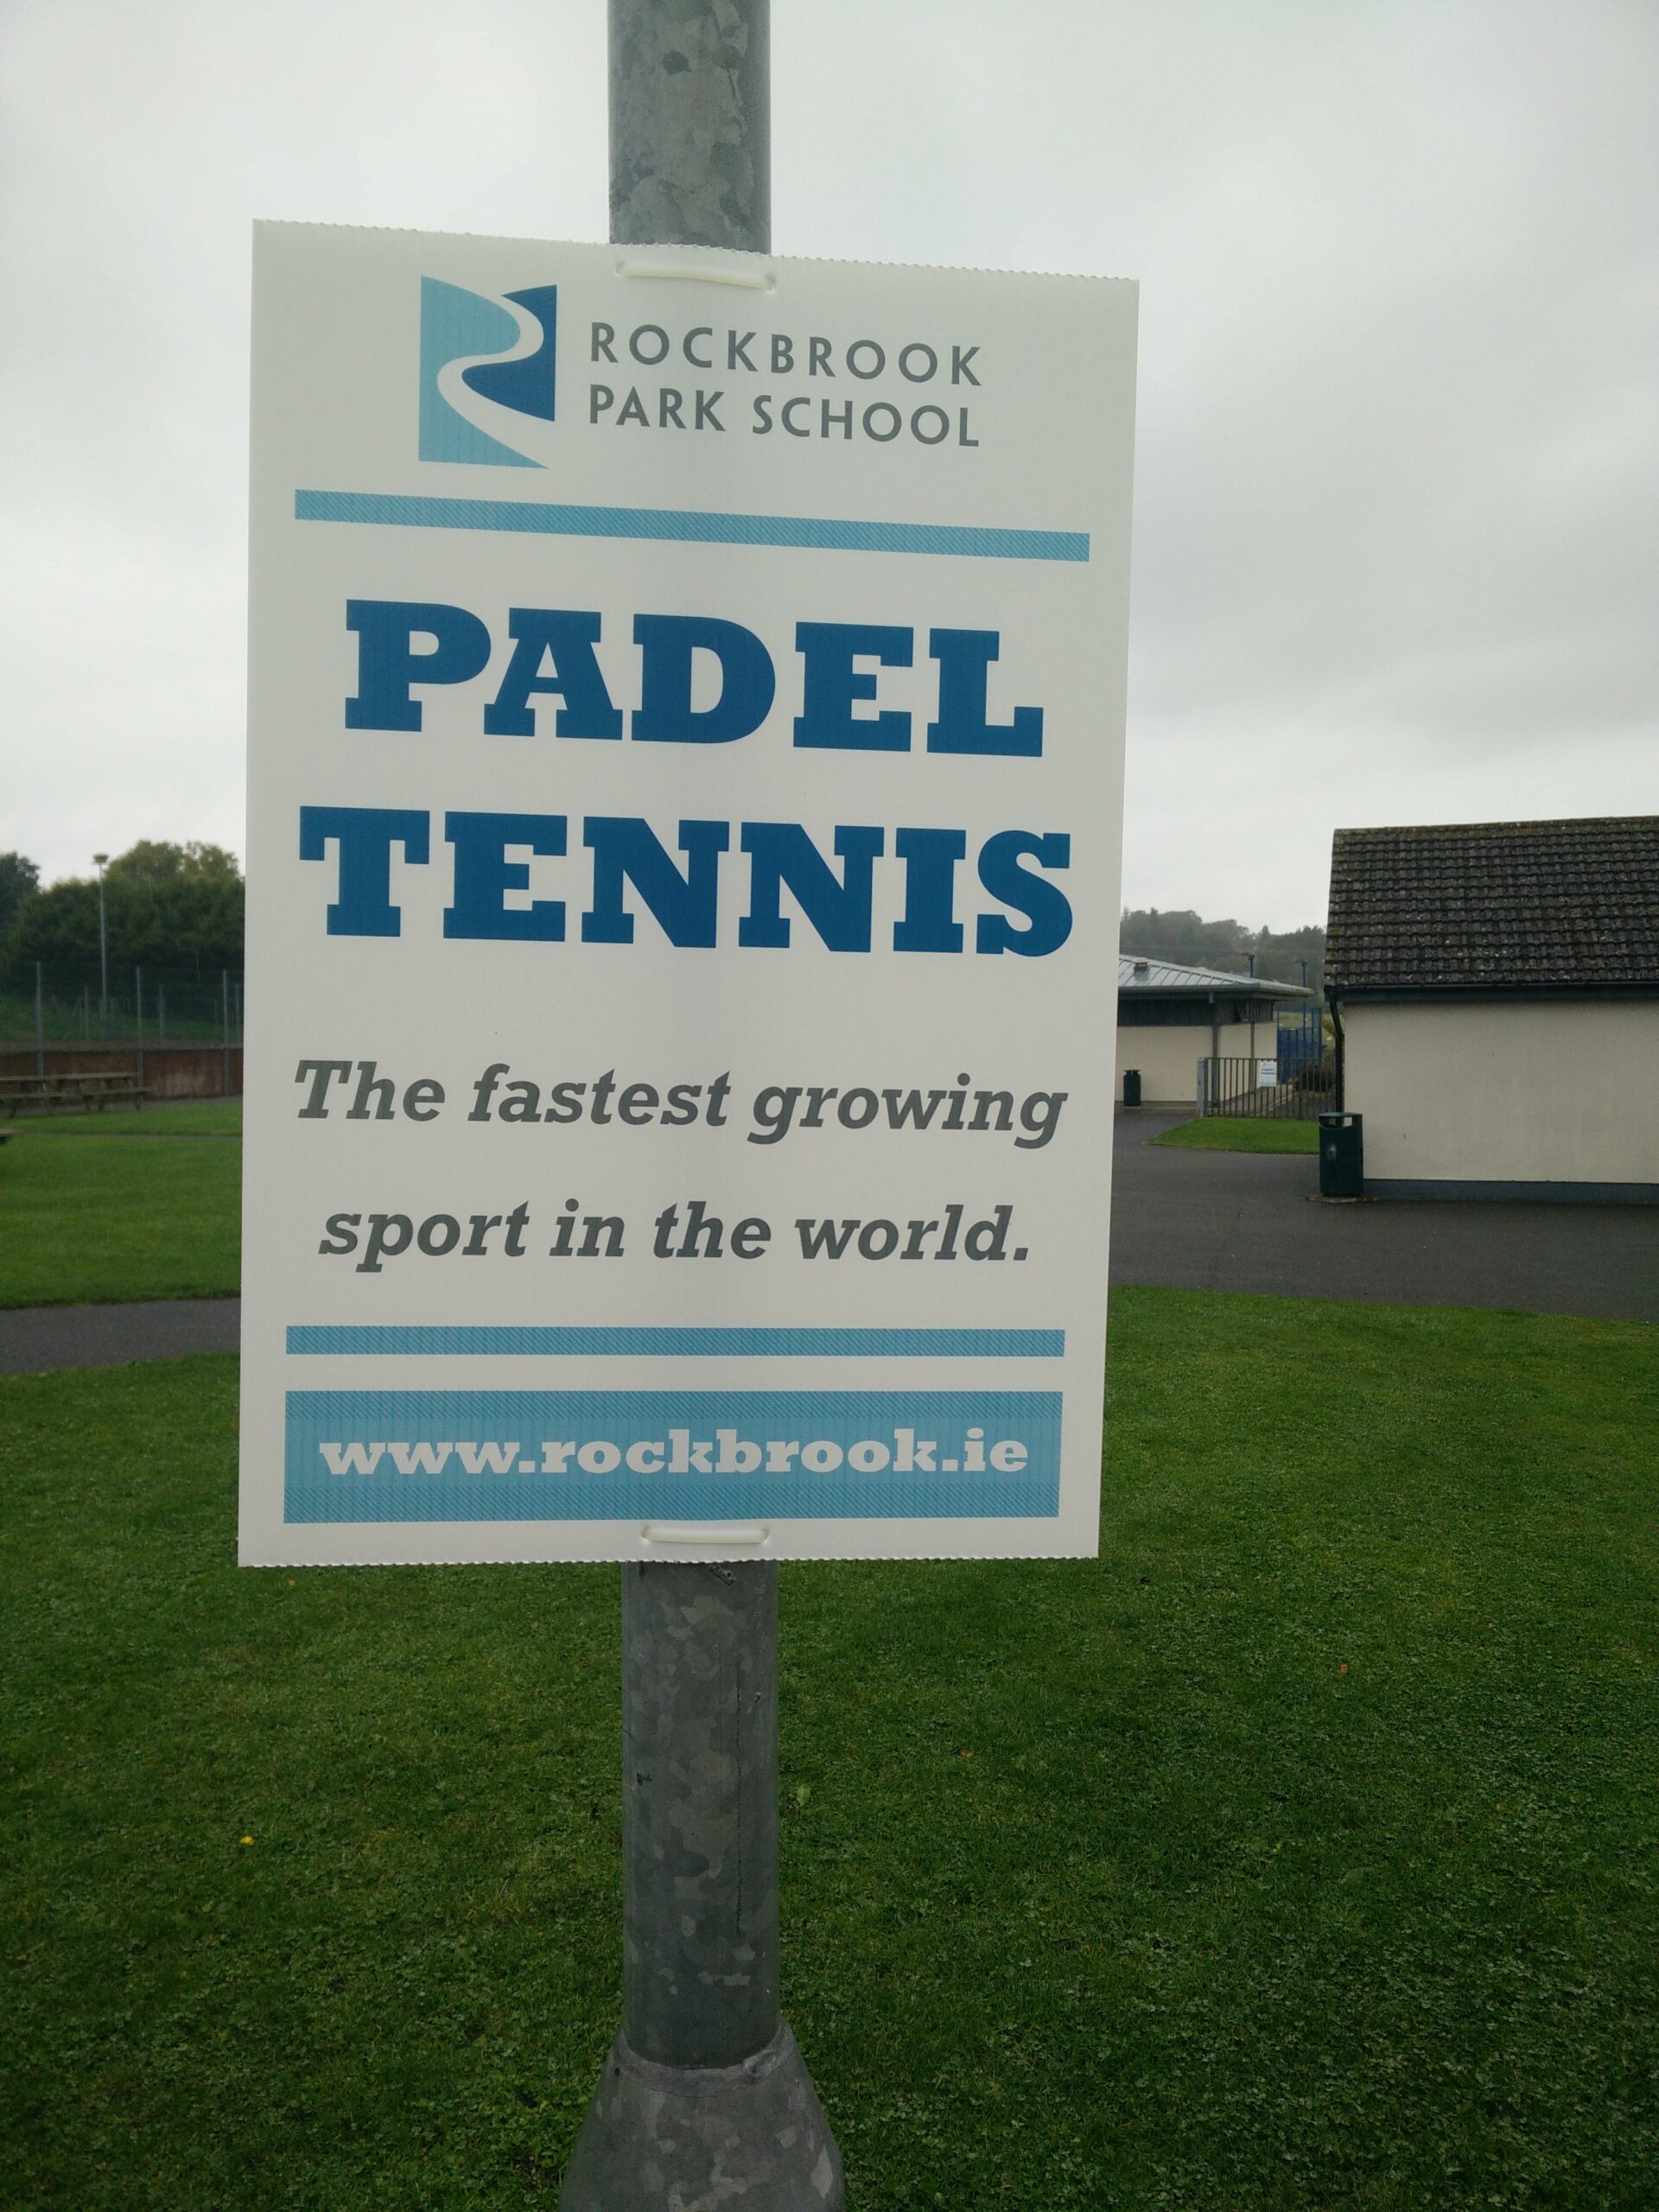 ROCKBROOK
PARK SCHOOL
PADEL
TENNIS
The fastest growing
sport in the world.
www.rockbrook.ie